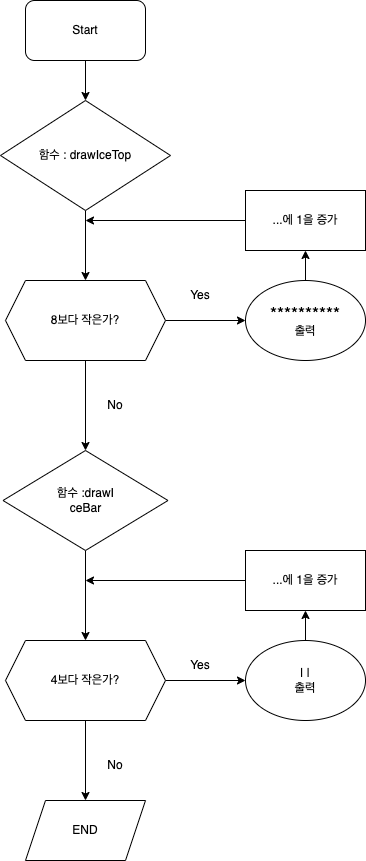 Start
함수 : drawIceTop
...에 1을 증가
8보다 작은가?
Yes
**********
출력
No
함수 :drawI
ceBar
...에 1을 증가
4보다 작은가?
Yes
| |
출력
No
END